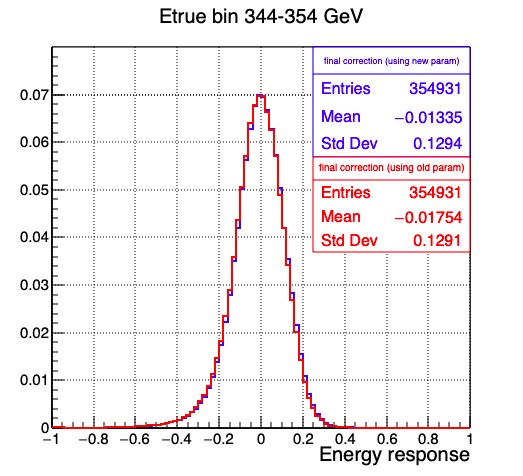 Etrue bin 344-354 GeV
final correction (using new param)
Entries 354931
Mean −0.01335
Std Dev 0.1294
final correction (using old param)
Entries 354931
Mean −0.01754
Std Dev 0.1291
0.07
0.06
0.05
0.04
0.03
0.02
0.01
0
−1 −0.8 −0.6 −0.4 −0.2 0 0.2 0.4 0.6 0.8 1
Energy response